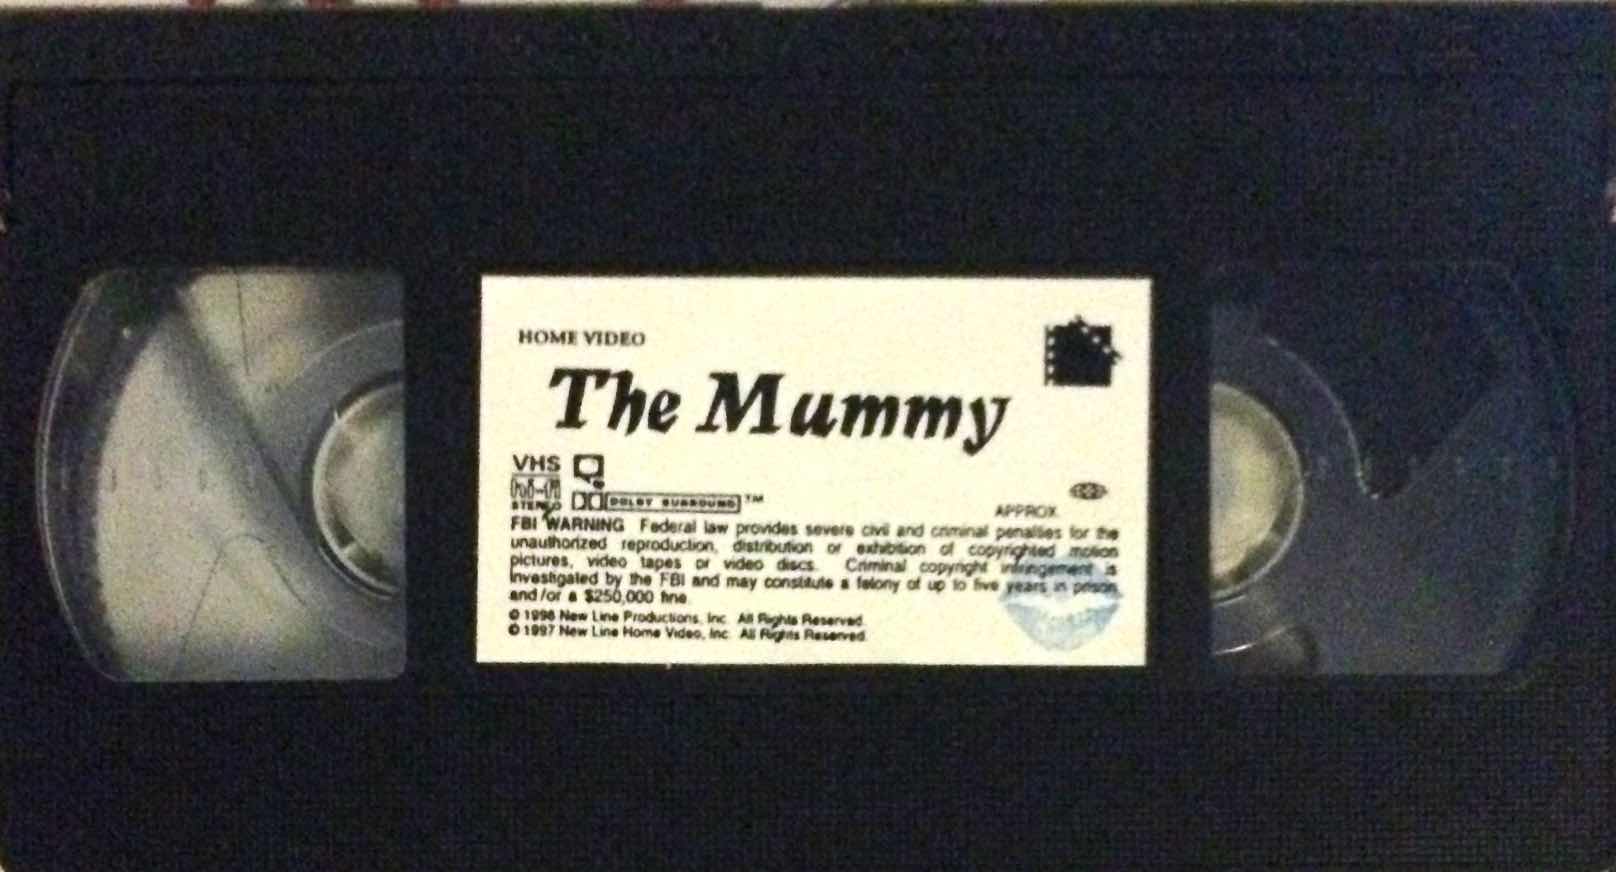 HOME VIDEO
The Mummy
VHS
hi-fi
STEREO
DOLBY SURROUND ™
APPROX.
FBI WARNING Federal law provides severe civil and criminal penalties for the
unauthorized reproduction, distribution or exhibition of copyrighted motion
pictures, video tapes or video discs. Criminal copyright infringement is
investigated by the FBI and may constitute a felony of up to five years in prison
and/or a $250,000 fine.
© 1996 New Line Productions, Inc. All Rights Reserved.
© 1997 New Line Home Video, Inc. All Rights Reserved.